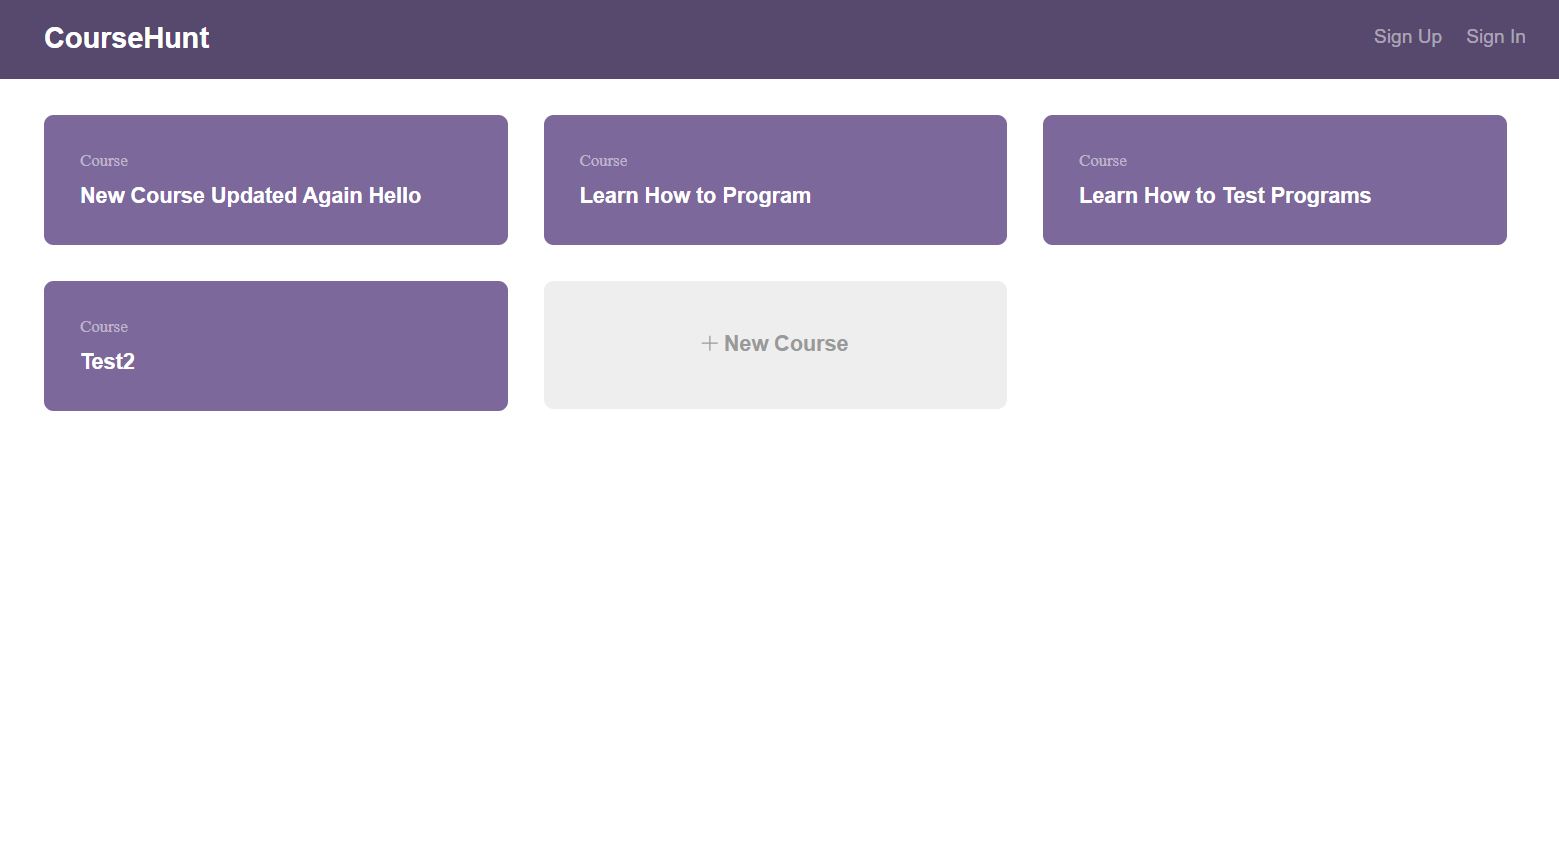 CourseHunt
Sign Up Sign In
Course
New Course Updated Again Hello
Course
Learn How to Program
Course
Learn How to Test Programs
Course
Test2
+ New Course